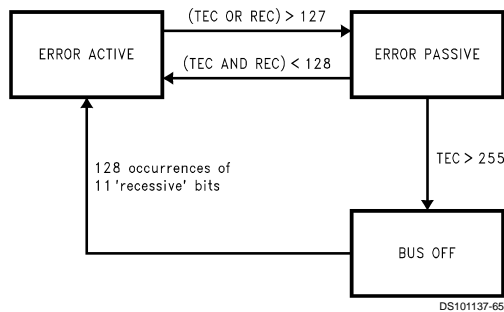 (TEC OR REC) > 127
ERROR ACTIVE
ERROR PASSIVE
(TEC AND REC) < 128
128 occurrences of
11 'recessive' bits
TEC > 255
BUS OFF
DS101137-65